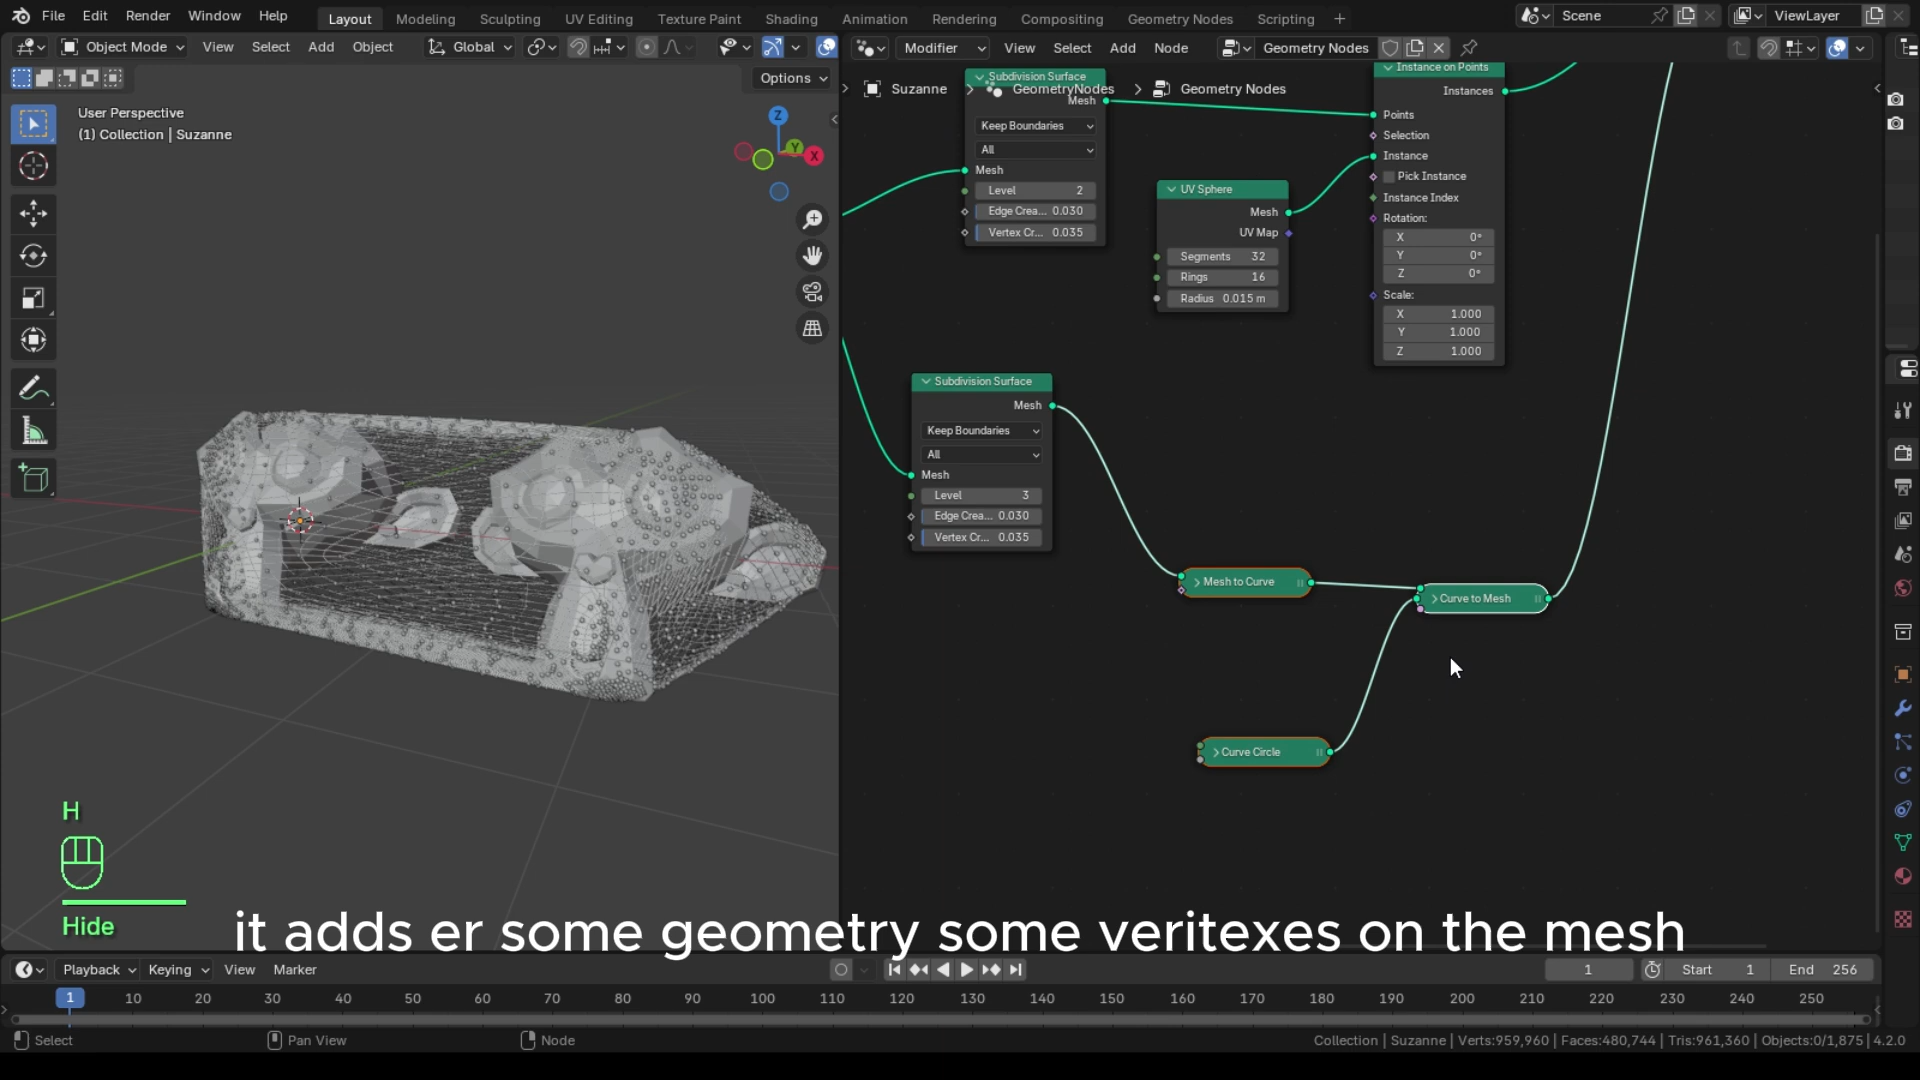 File Edit Render Window Help Layout Modeling Sculpting UV Editing Texture Paint Shading Animation Rendering Compositing Geometry Nodes Scripting + Scene ViewLayer
Object Mode View Select Add Object Global Modifier View Select Add Node Geometry Nodes
Options
User Perspective
(1) Collection | Suzanne
Z
Y
X
Suzanne > GeometryNodes > Geometry Nodes
Subdivision Surface
Mesh
Keep Boundaries
All
Mesh
Level 2
Edge Crea... 0.030
Vertex Cr... 0.035
UV Sphere
Mesh
UV Map
Segments 32
Rings 16
Radius 0.015 m
Instance on Points
Instances
Points
Selection
Instance
Pick Instance
Instance Index
Rotation:
X 0°
Y 0°
Z 0°
Scale:
X 1.000
Y 1.000
Z 1.000
Subdivision Surface
Mesh
Keep Boundaries
All
Mesh
Level 3
Edge Crea... 0.030
Vertex Cr... 0.035
Mesh to Curve
Curve to Mesh
Curve Circle
H
Hide
it adds er some geometry some veritexes on the mesh
Playback Keying View Marker 1 Start 1 End 256
1 10 20 30 40 50 60 70 80 90 100 110 120 130 140 150 160 170 180 190 200 210 220 230 240 250
Select Pan View Node Collection | Suzanne | Verts:959,960 | Faces:480,744 | Tris:961,360 | Objects:0/1,875 | 4.2.0